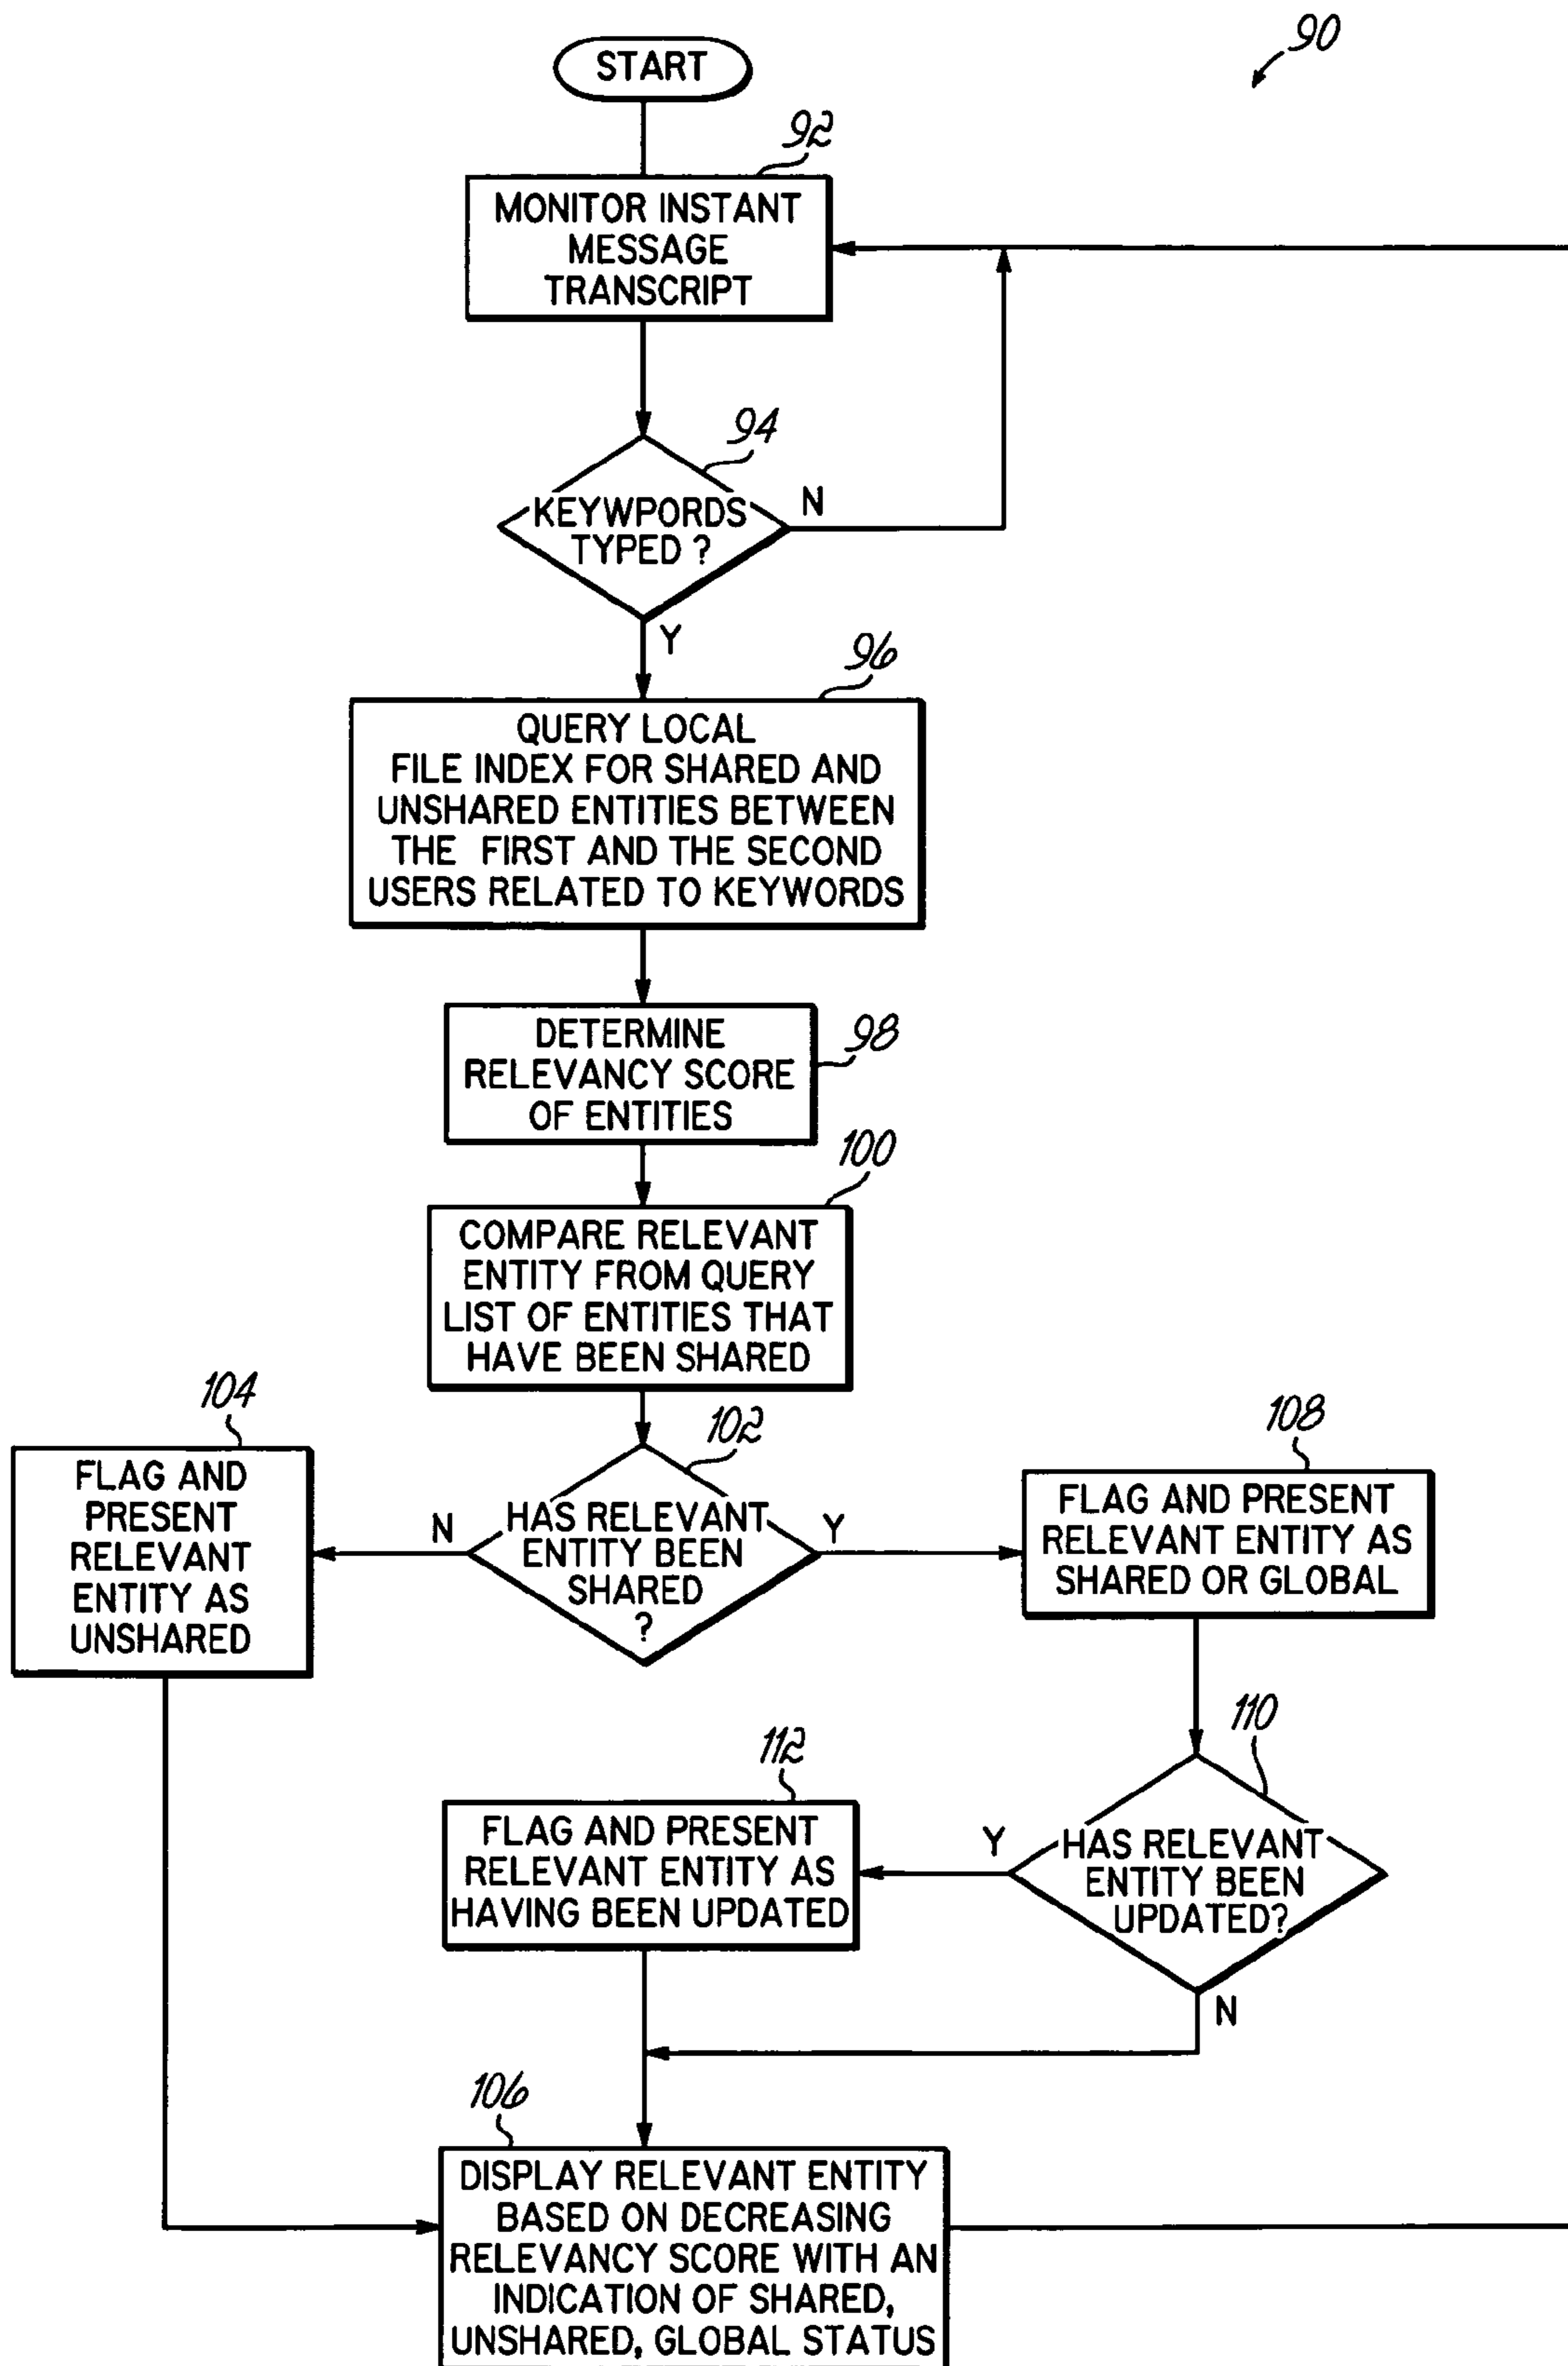 90
START
92
MONITOR INSTANT
MESSAGE
TRANSCRIPT
94
KEYWPORDS
TYPED ?
N
Y
96
QUERY LOCAL
FILE INDEX FOR SHARED AND
UNSHARED ENTITIES BETWEEN
THE FIRST AND THE SECOND
USERS RELATED TO KEYWORDS
98
DETERMINE
RELEVANCY SCORE
OF ENTITIES
100
COMPARE RELEVANT
ENTITY FROM QUERY
LIST OF ENTITIES THAT
HAVE BEEN SHARED
102
HAS RELEVANT
ENTITY BEEN
SHARED
?
N
Y
104
FLAG AND
PRESENT
RELEVANT
ENTITY AS
UNSHARED
108
FLAG AND PRESENT
RELEVANT ENTITY AS
SHARED OR GLOBAL
110
HAS RELEVANT
ENTITY BEEN
UPDATED?
Y
N
112
FLAG AND PRESENT
RELEVANT ENTITY AS
HAVING BEEN UPDATED
106
DISPLAY RELEVANT ENTITY
BASED ON DECREASING
RELEVANCY SCORE WITH AN
INDICATION OF SHARED,
UNSHARED, GLOBAL STATUS